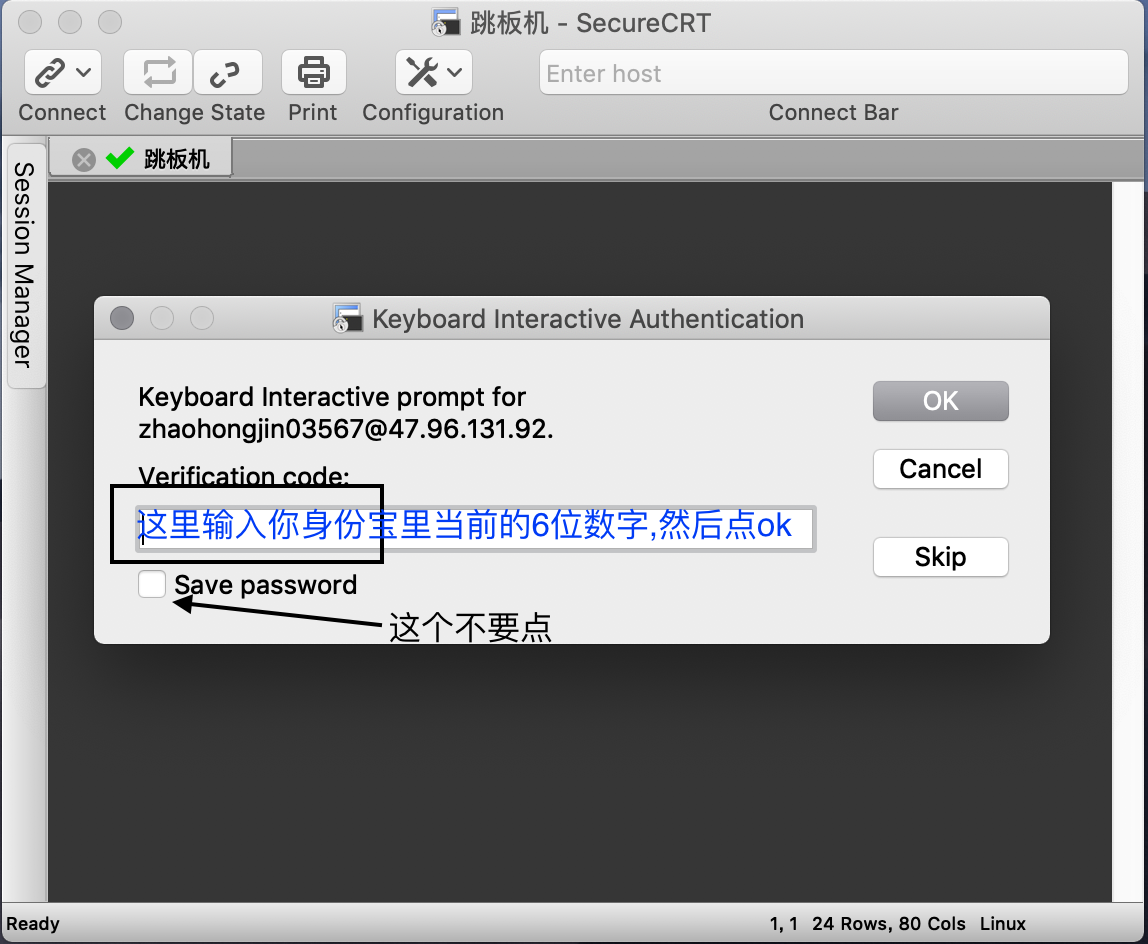 跳板机 - SecureCRT
Enter host
Connect Change State Print Configuration Connect Bar
跳板机
Session Manager
Keyboard Interactive Authentication
Keyboard Interactive prompt for
zhaohongjin03567@47.96.131.92.
OK
Cancel
Verification code:
这里输入你身份宝里当前的6位数字,然后点ok
Skip
Save password
这个不要点
Ready 1, 1 24 Rows, 80 Cols Linux